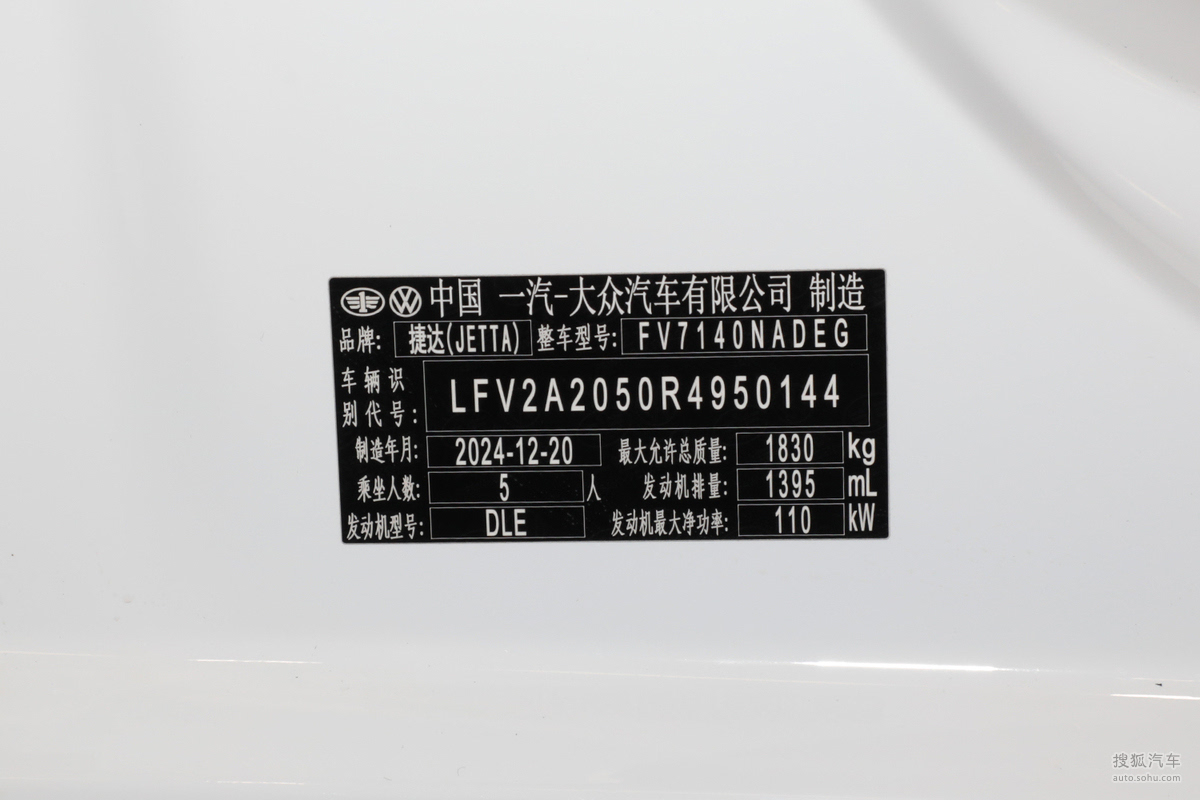 中国 一汽-大众汽车有限公司 制造
品牌: 捷达(JETTA) 整车型号: FV7140NADEG
车辆识别代号: LFV2A2050R4950144
制造年月: 2024-12-20 最大允许总质量: 1830 kg
乘坐人数: 5 人 发动机排量: 1395 mL
发动机型号: DLE 发动机最大净功率: 110 kW
搜狐汽车
auto.sohu.com